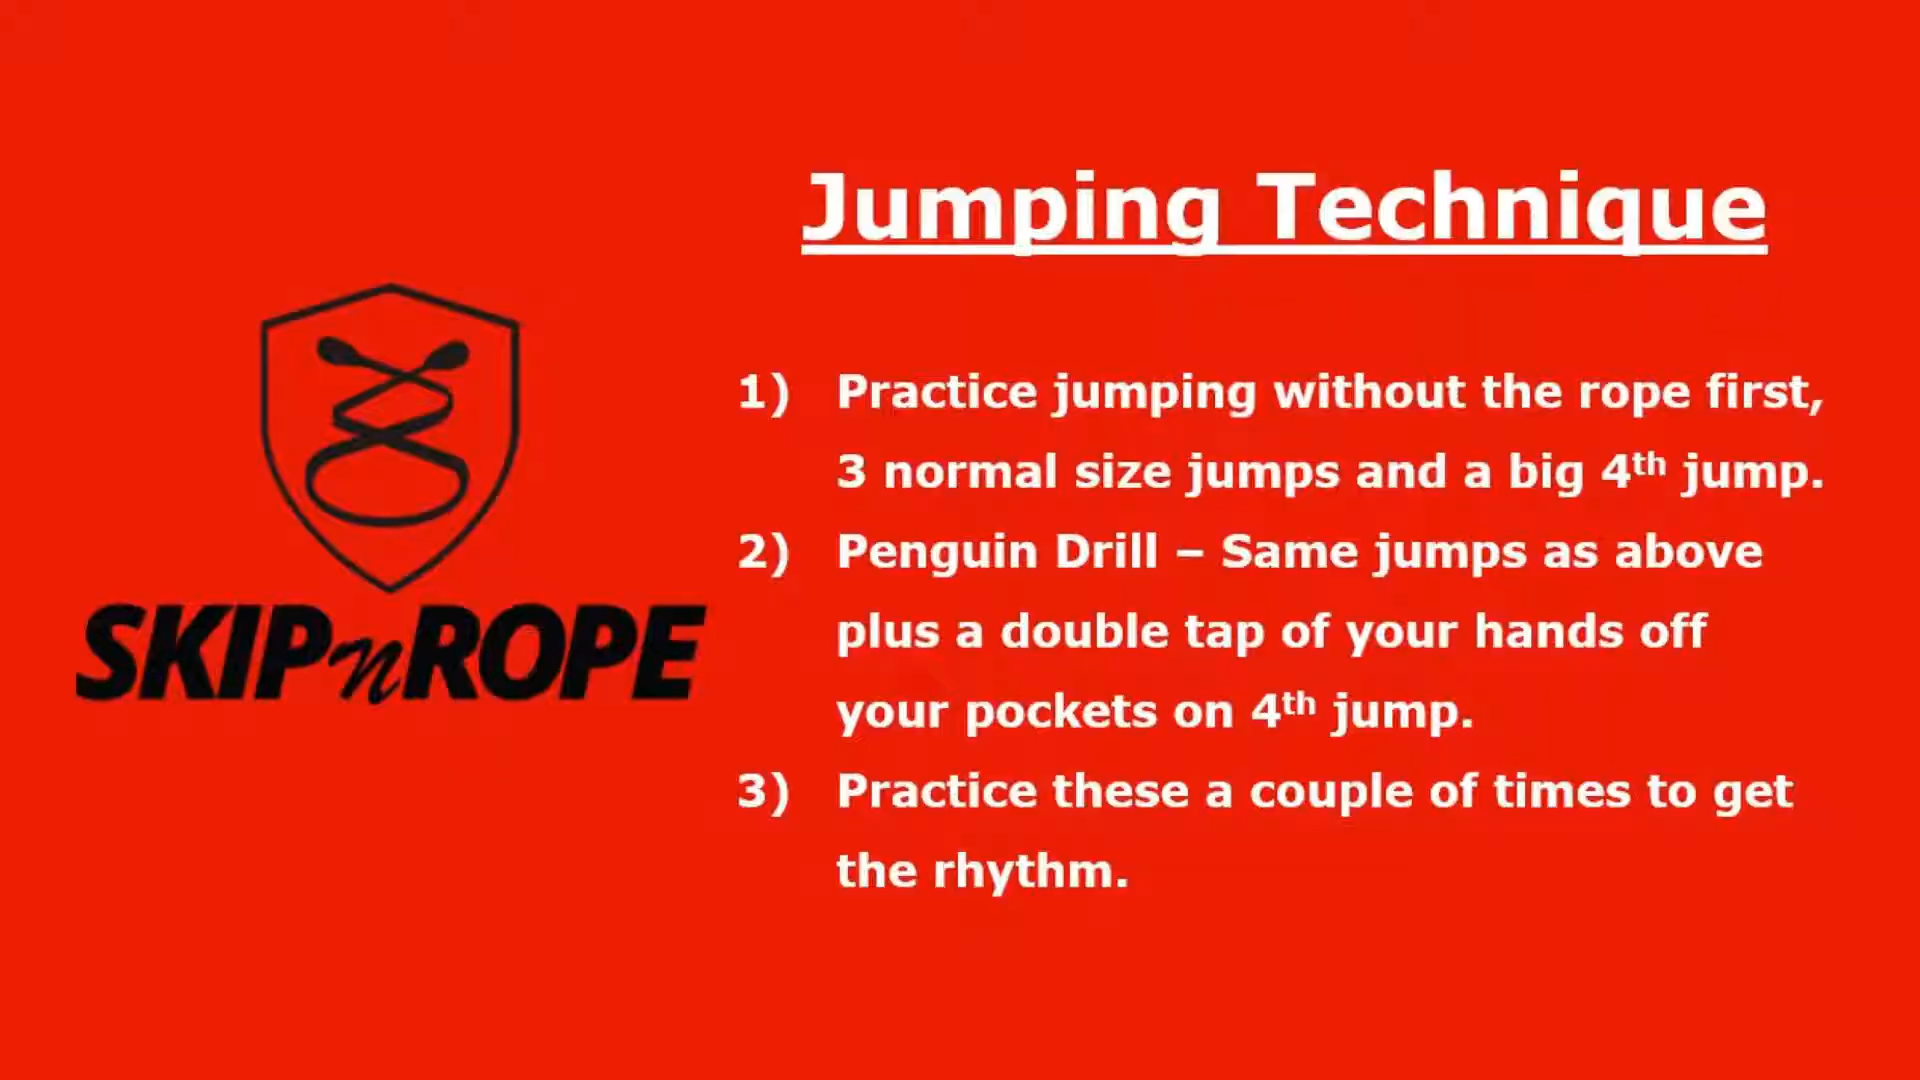 Jumping Technique
1) Practice jumping without the rope first,
3 normal size jumps and a big 4th jump.
2) Penguin Drill – Same jumps as above
plus a double tap of your hands off
your pockets on 4th jump.
3) Practice these a couple of times to get
the rhythm.
SKIPnROPE